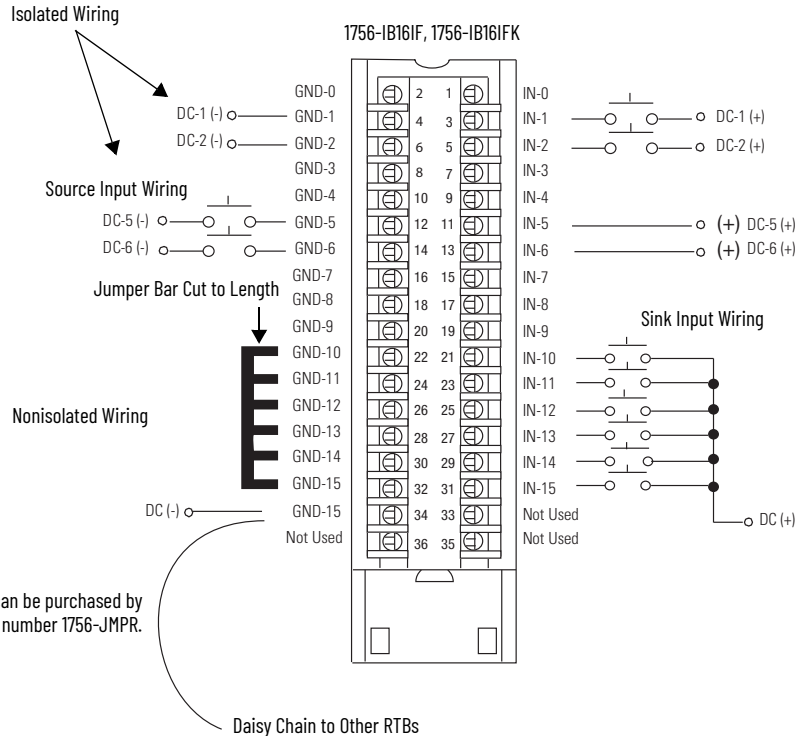 Isolated Wiring
1756-IB16IF, 1756-IB16IFK
GND-0 2 1 IN-0
DC-1 (-) GND-1 4 3 IN-1 DC-1 (+)
DC-2 (-) GND-2 6 5 IN-2 DC-2 (+)
GND-3 8 7 IN-3
Source Input Wiring
GND-4 10 9 IN-4
DC-5 (-) GND-5 12 11 IN-5 (+) DC-5 (+)
DC-6 (-) GND-6 14 13 IN-6 (+) DC-6 (+)
GND-7 16 15 IN-7
Jumper Bar Cut to Length
GND-8 18 17 IN-8
Sink Input Wiring
GND-9 20 19 IN-9
GND-10 22 21 IN-10
GND-11 24 23 IN-11
Nonisolated Wiring
GND-12 26 25 IN-12
GND-13 28 27 IN-13
GND-14 30 29 IN-14
GND-15 32 31 IN-15
DC (-) GND-15 34 33 Not Used
DC (+)
Not Used 36 35 Not Used
an be purchased by
number 1756-JMPR.
Daisy Chain to Other RTBs